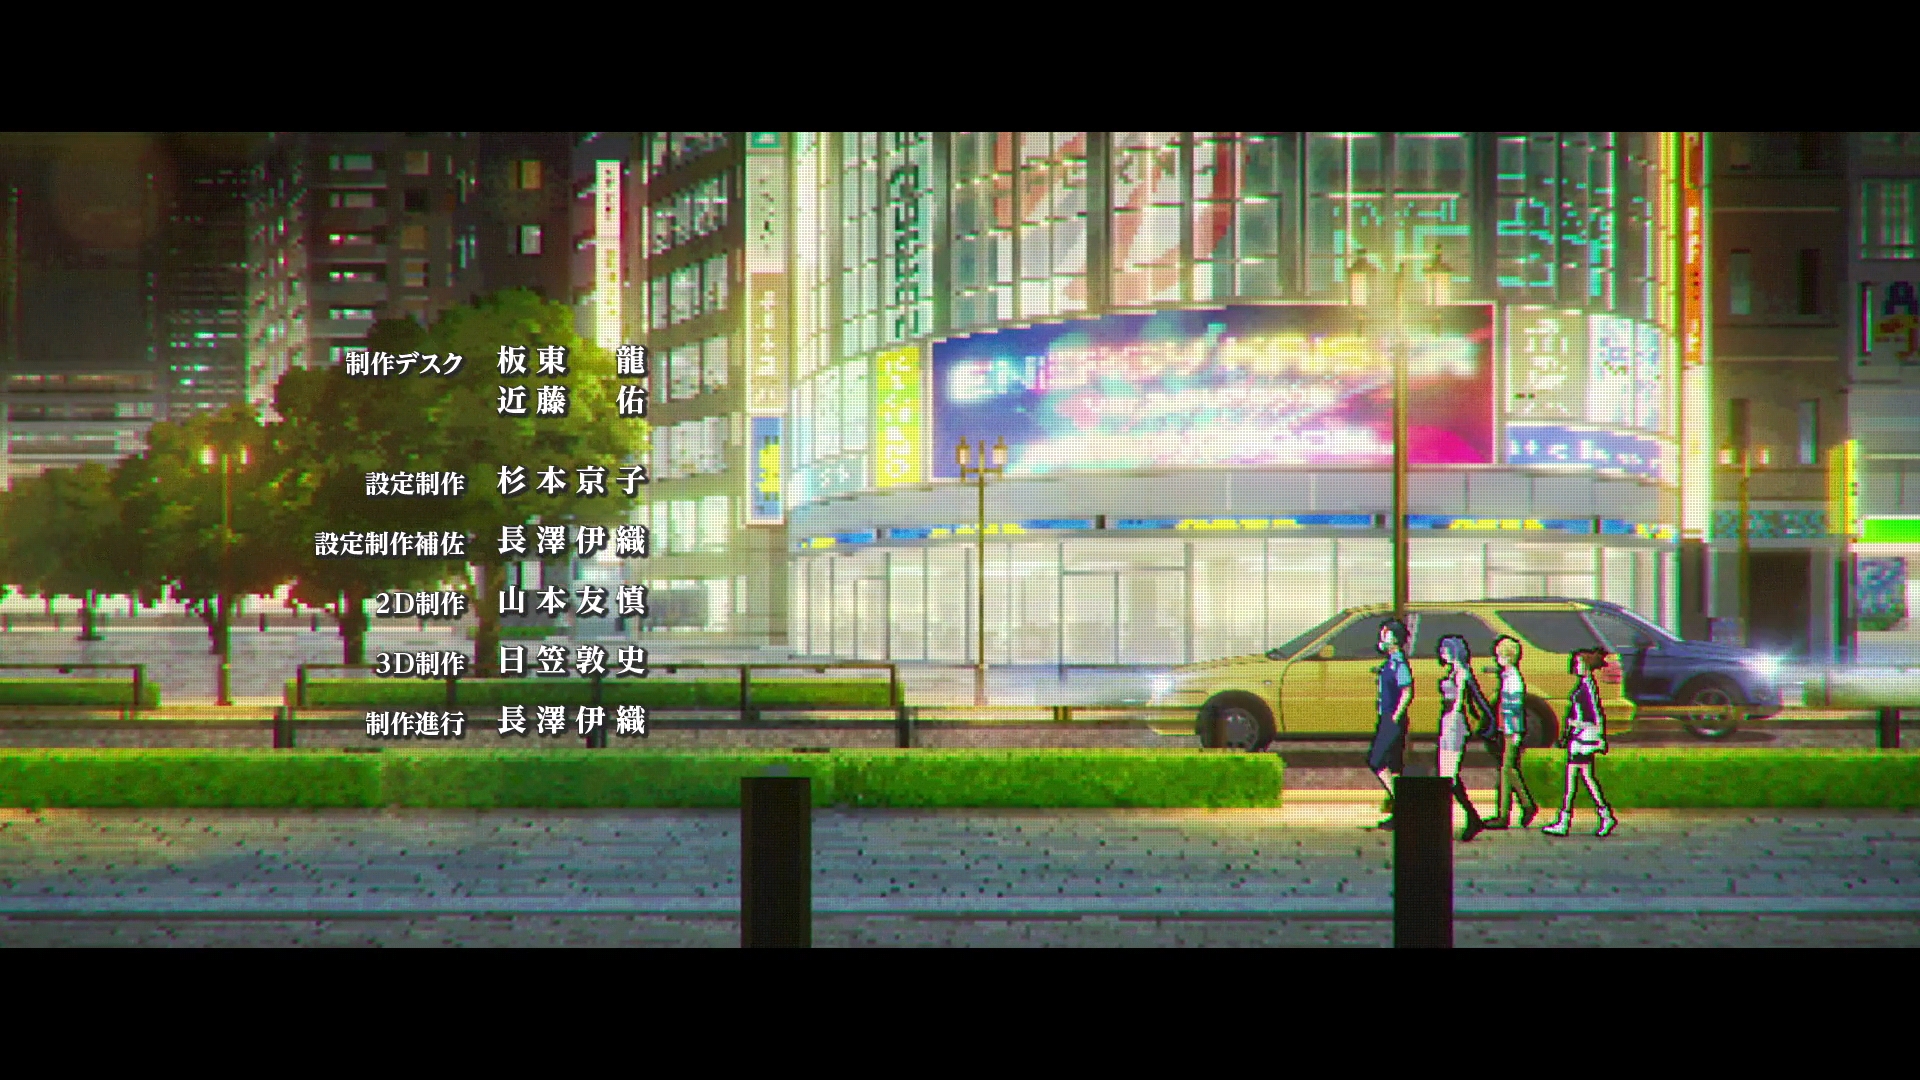 制作デスク 板東 龍
近藤 佑
設定制作 杉本京子
設定制作補佐 長澤伊織
2D制作 山本友慎
3D制作 日笠敦史
制作進行 長澤伊織